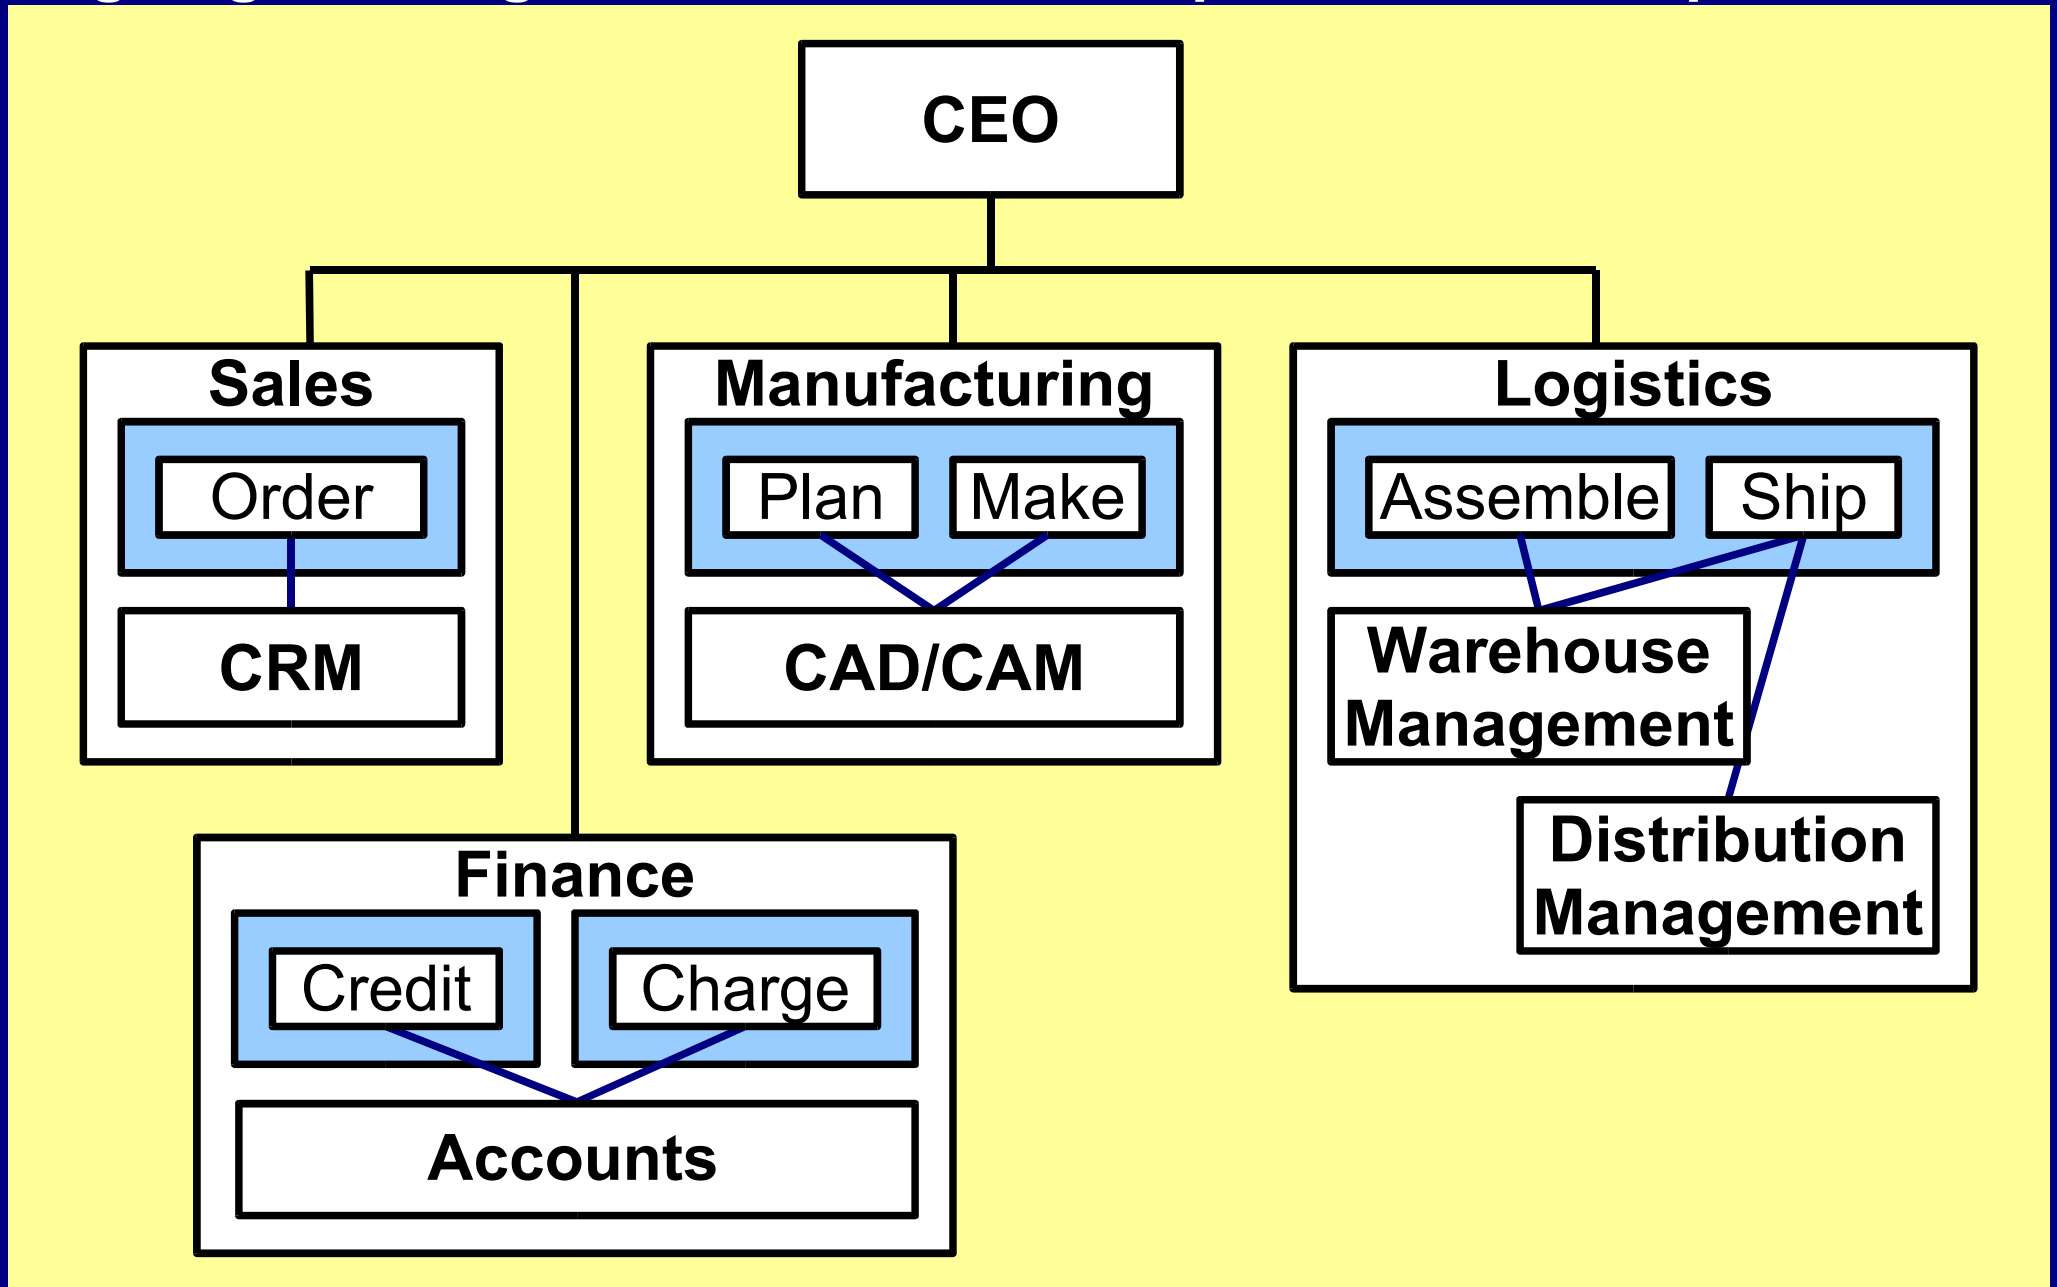 CEO
Sales
Order
CRM
Manufacturing
Plan Make
CAD/CAM
Logistics
Assemble Ship
Warehouse
Management
Distribution
Management
Finance
Credit Charge
Accounts